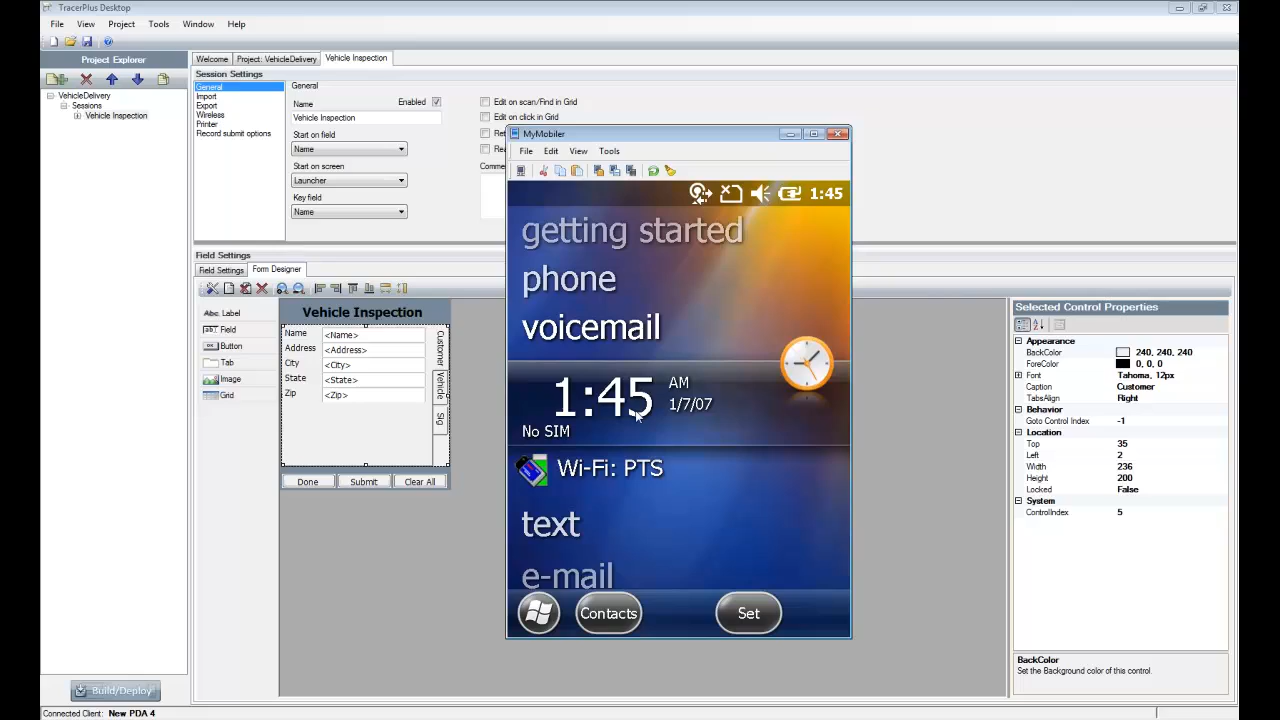 TracerPlus Desktop
File View Project Tools Window Help
Project Explorer
VehicleDelivery
Sessions
Vehicle Inspection
Build/Deploy
Connected Client: New PDA 4
Welcome Project: VehicleDelivery Vehicle Inspection
Session Settings
General
Import
Export
Wireless
Printer
Record submit options
General
Name Enabled
Vehicle Inspection
Start on field
Name
Start on screen
Launcher
Key field
Name
Edit on scan/Find in Grid
Edit on click in Grid
Comme
Field Settings
Field Settings Form Designer
Abc Label
Field
Button
Tab
Image
Grid
Vehicle Inspection
Name <Name>
Address <Address>
City <City>
State <State>
Zip <Zip>
Customer
Vehicle
Sig
Done Submit Clear All
MyMobiler
File Edit View Tools
1:45
getting started
phone
voicemail
1:45 AM
1/7/07
No SIM
Wi-Fi: PTS
text
e-mail
Contacts Set
Selected Control Properties
Appearance
BackColor 240, 240, 240
ForeColor 0, 0, 0
Font Tahoma, 12px
Caption Customer
TabsAlign Right
Behavior
Goto Control Index -1
Location
Top 35
Left 2
Width 236
Height 200
Locked False
System
ControlIndex 5
BackColor
Set the Background color of this control.